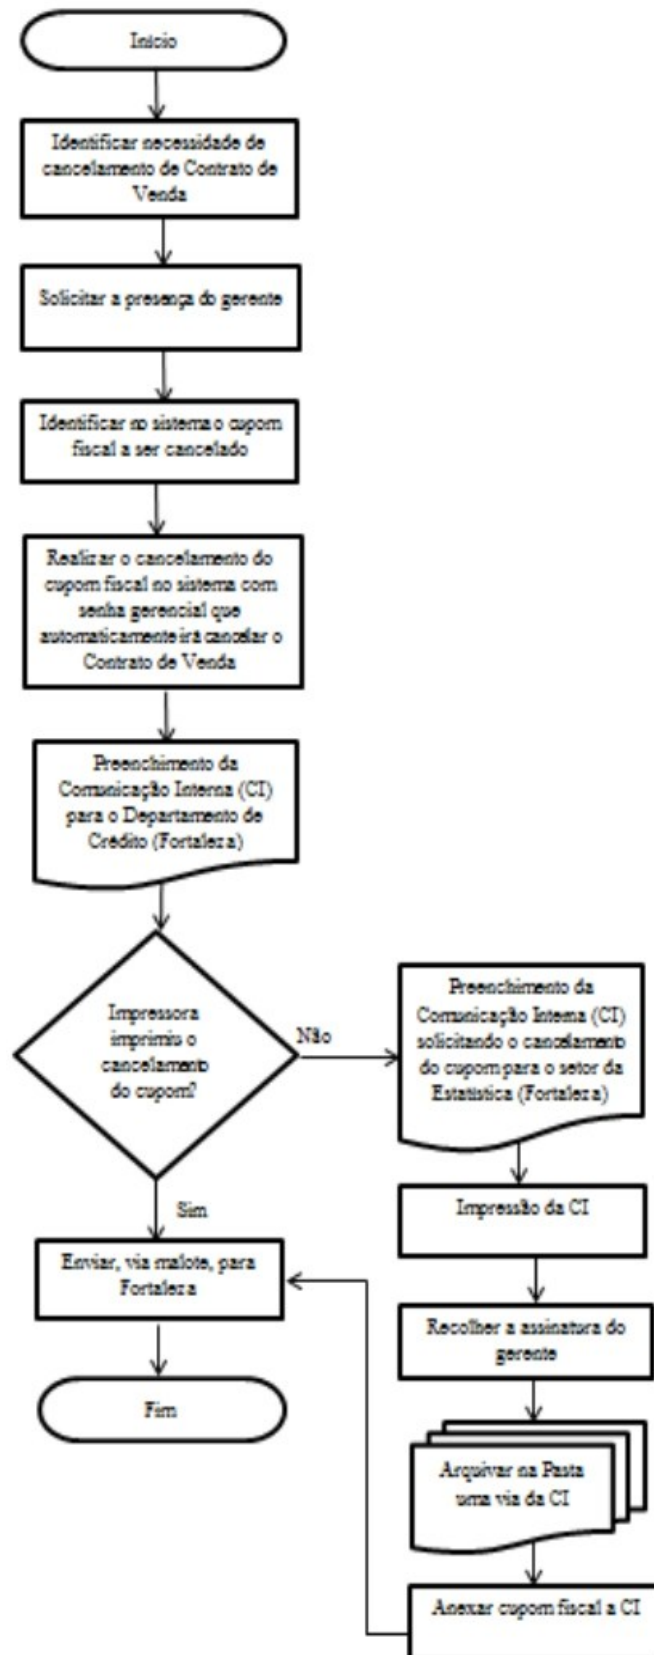 Início
Identificar necessidade de
cancelamento de Contrato de
Venda
Solicitar a presença do gerente
Identificar no sistema o cupom
fiscal a ser cancelado
Realizar o cancelamento do
cupom fiscal no sistema com
senha gerencial que
automaticamente irá cancelar o
Contrato de Venda
Preenchimento da
Comunicação Interna (CI)
para o Departamento de
Crédito (Fortaleza)
Impressora
imprimis o
cancelamento
do cupom?
Não
Preenchimento da
Comunicação Interna (CI)
solicitando o cancelamento
do cupom para o setor da
Estatística (Fortaleza)
Impressão da CI
Recolher a assinatura do
gerente
Arquivar na Pasta
uma via da CI
Anexar cupom fiscal a CI
Sim
Enviar, via malote, para
Fortaleza
Fim